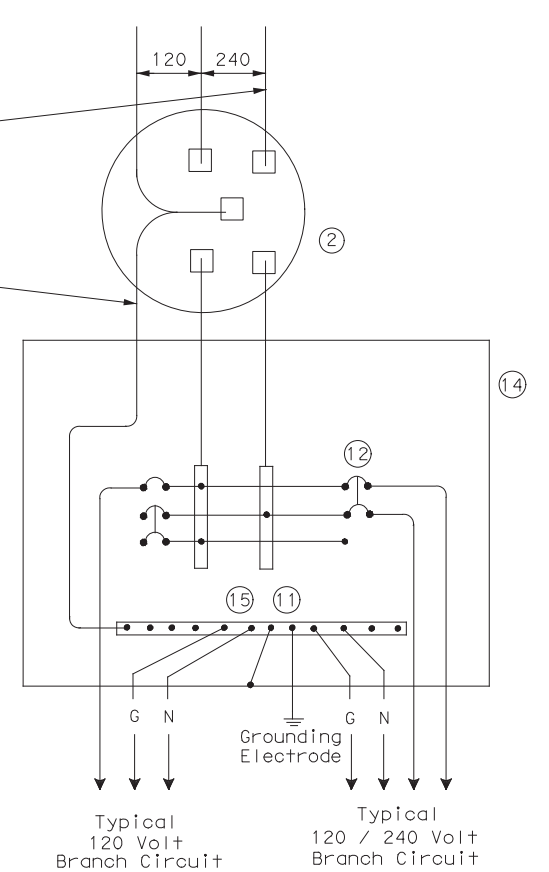 120 240
2
14
12
15 11
G N
G N
Grounding
Electrode
Typical
120 Volt
Branch Circuit
Typical
120 / 240 Volt
Branch Circuit